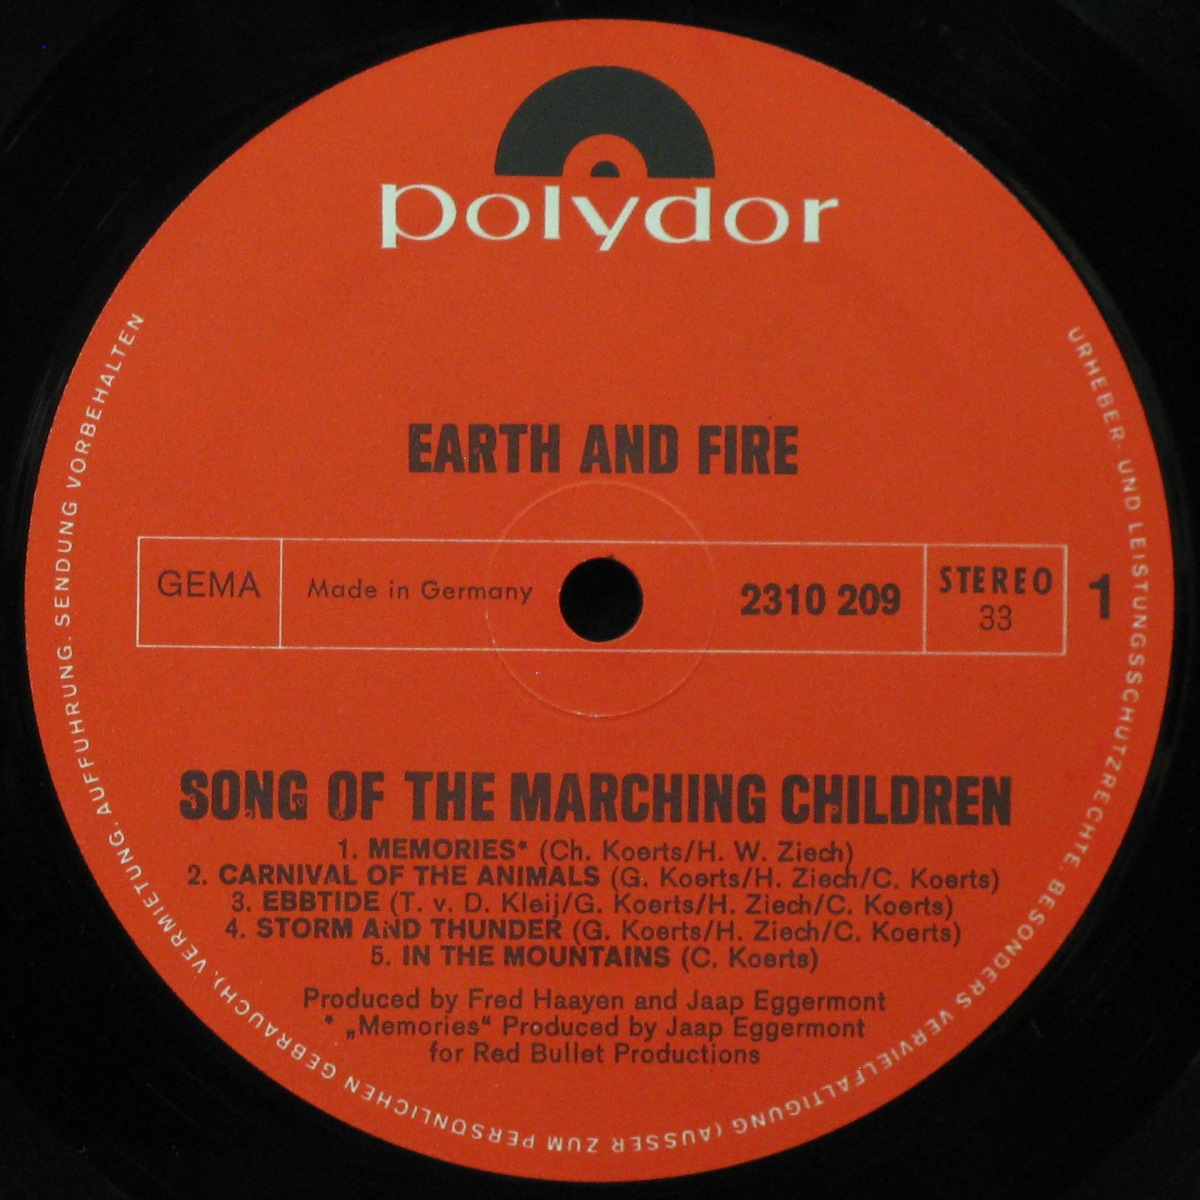 polydor
EARTH AND FIRE
GEMA
Made in Germany
2310 209
STEREO
33
1
SONG OF THE MARCHING CHILDREN
1. MEMORIES* (Ch. Koerts/H. W. Ziech)
2. CARNIVAL OF THE ANIMALS (G. Koerts/H. Ziech/C. Koerts)
3. EBBTIDE (T. v. D. Kleij/G. Koerts/H. Ziech/C. Koerts)
4. STORM AND THUNDER (G. Koerts/H. Ziech/C. Koerts)
5. IN THE MOUNTAINS (C. Koerts)
Produced by Fred Haayen and Jaap Eggermont
* „Memories“ Produced by Jaap Eggermont
for Red Bullet Productions
URHEBER- UND LEISTUNGSSCHUTZRECHTE, BESONDERS VERVIELFALTIGUNG (AUSSER ZUM PERSONLICHEN GEBRAUCH), VERMIETUNG, AUFFUHRUNG, SENDUNG VORBEHALTEN